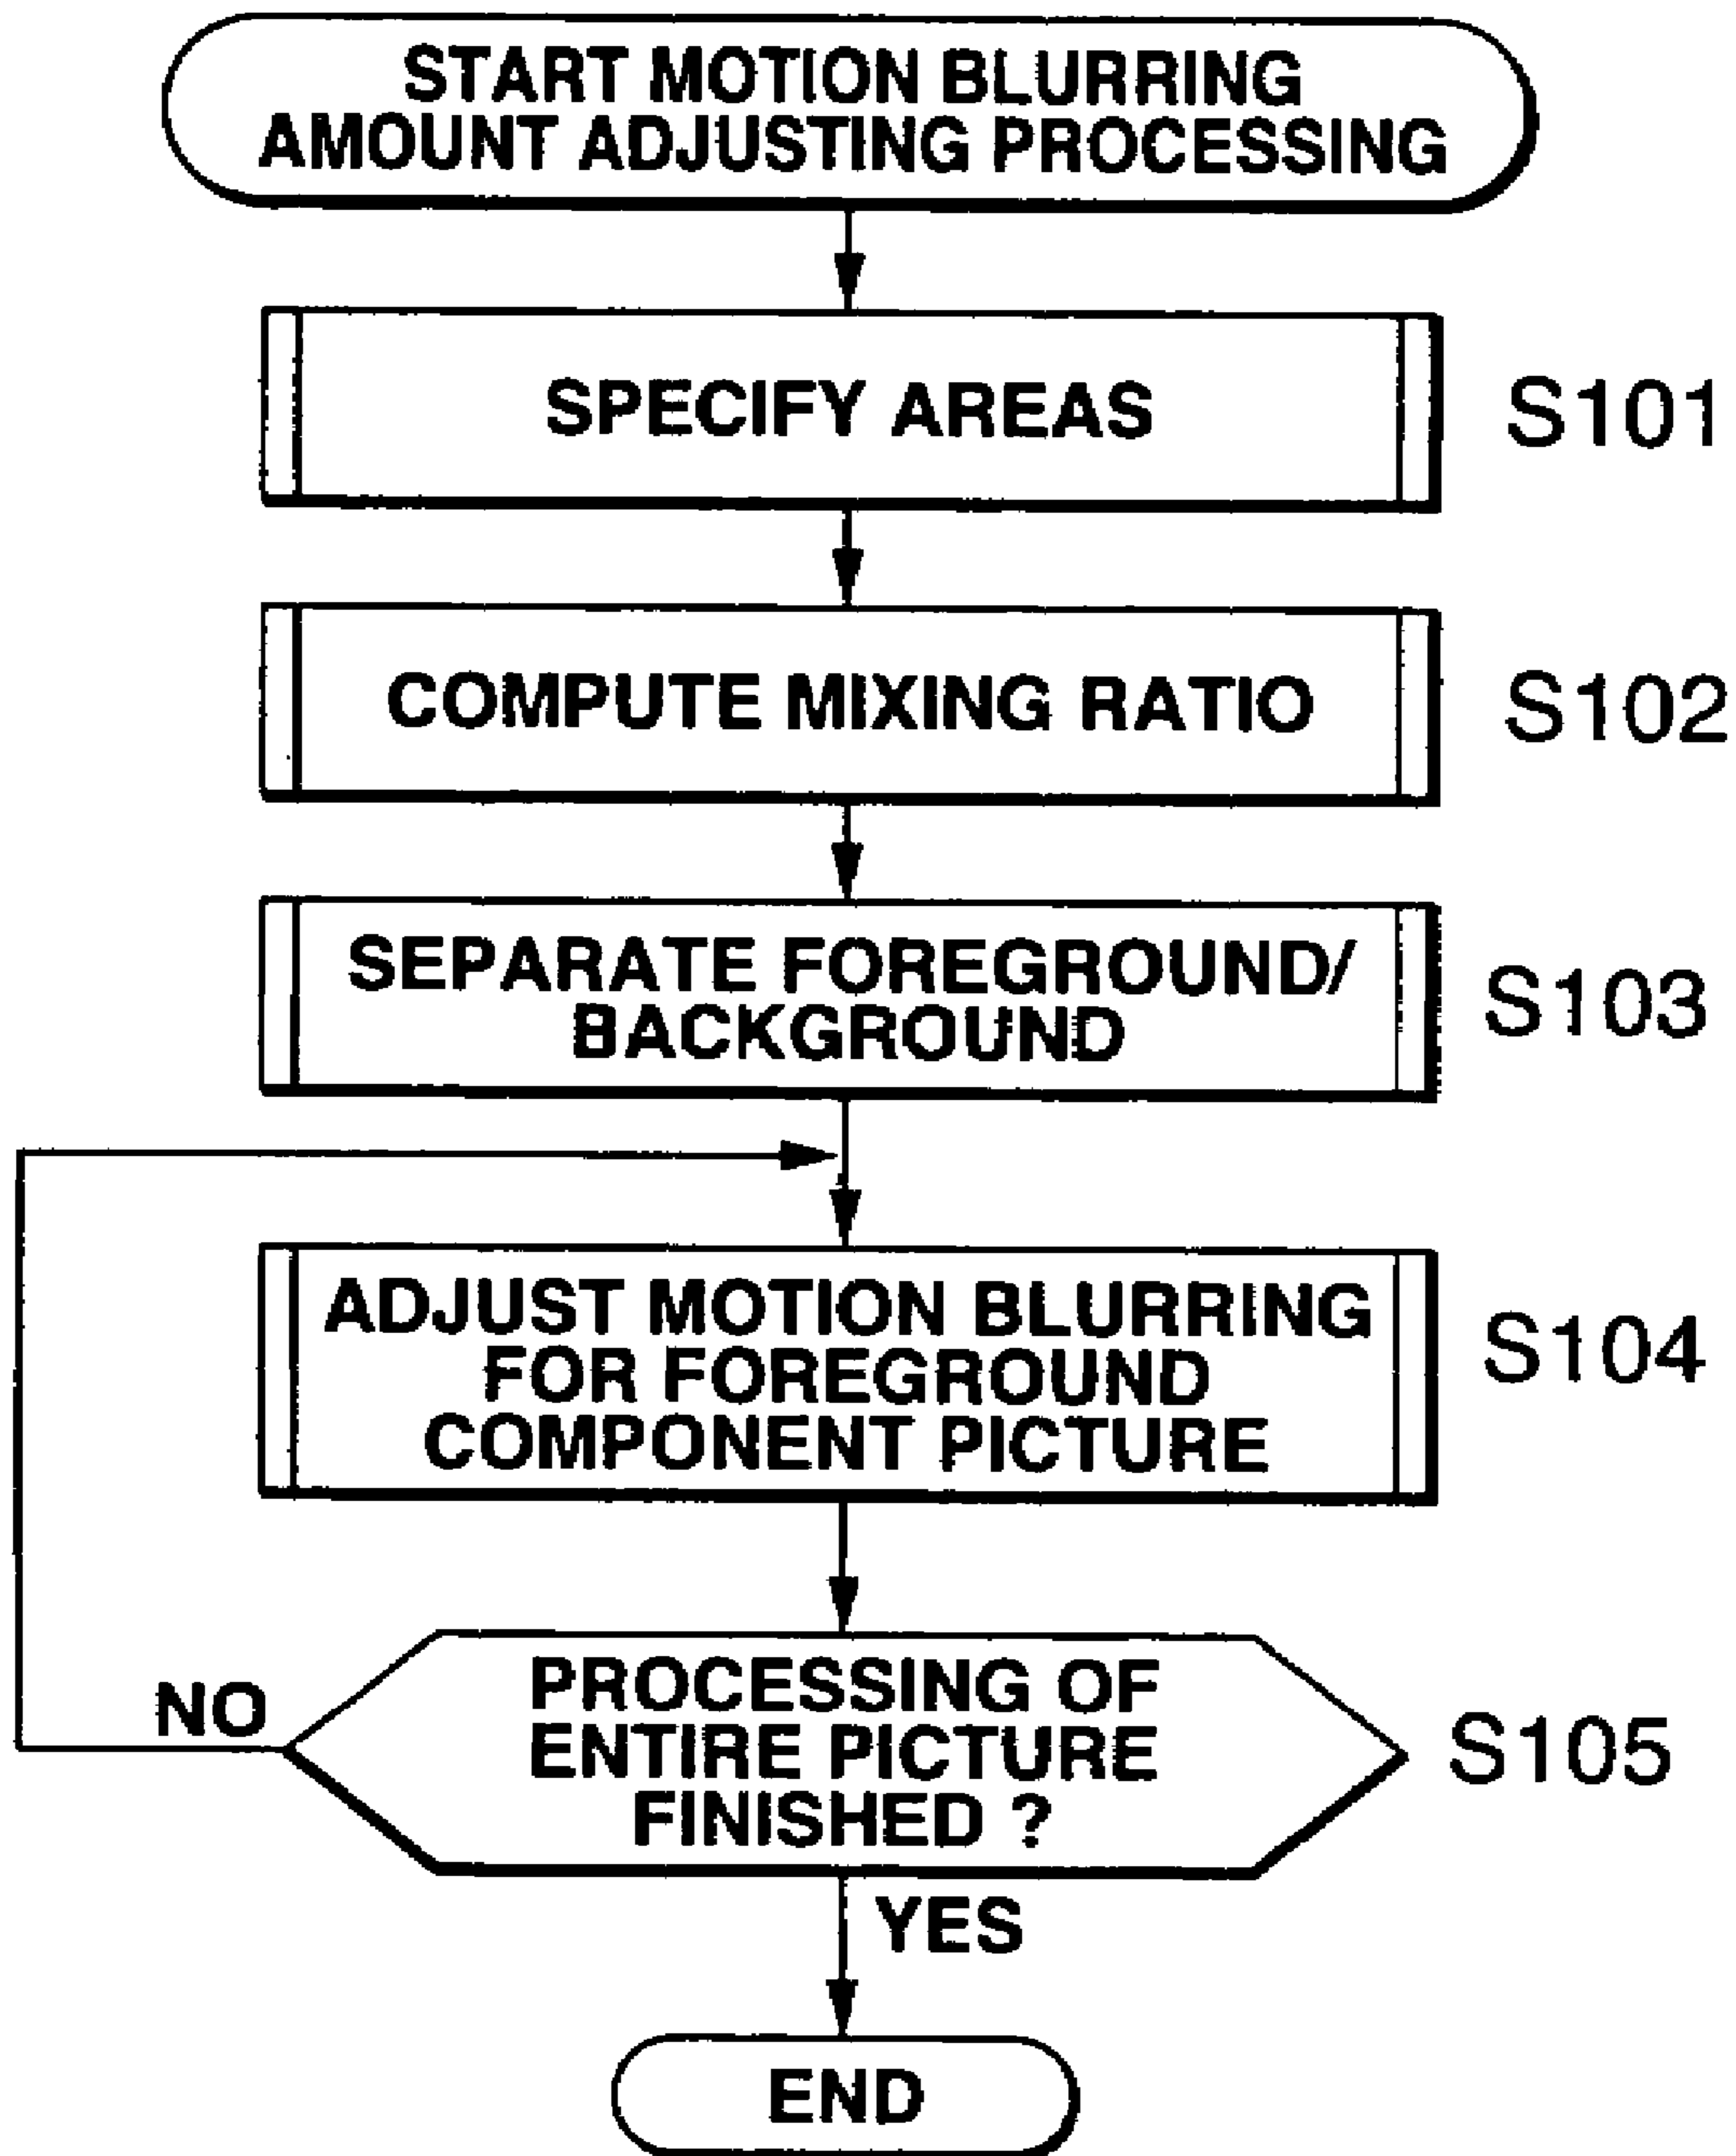 START MOTION BLURRING
AMOUNT ADJUSTING PROCESSING
SPECIFY AREAS
S101
COMPUTE MIXING RATIO
S102
SEPARATE FOREGROUND/
BACKGROUND
S103
ADJUST MOTION BLURRING
FOR FOREGROUND
COMPONENT PICTURE
S104
NO
PROCESSING OF
ENTIRE PICTURE
FINISHED ?
S105
YES
END